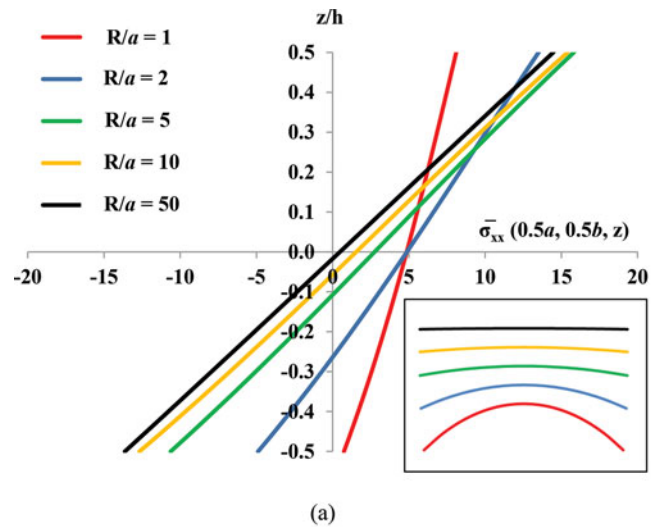 z/h
R/a = 1
R/a = 2
R/a = 5
R/a = 10
R/a = 50
0.5
0.4
0.3
0.2
0.1
0.0
-0.1
-0.2
-0.3
-0.4
-0.5
-20 -15 -10 -5 0 5 10 15 20
σ̅xx (0.5a, 0.5b, z)
(a)